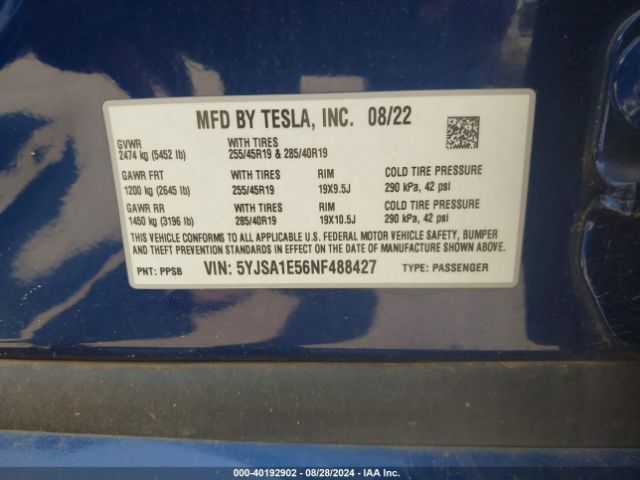 MFD BY TESLA, INC. 08/22
GVWR WITH TIRES
2474 kg (5452 lb) 255/45R19 & 285/40R19
GAWR FRT WITH TIRES RIM COLD TIRE PRESSURE
1200 kg (2645 lb) 255/45R19 19X9.5J 290 kPa, 42 psi
GAWR RR WITH TIRES RIM COLD TIRE PRESSURE
1450 kg (3196 lb) 285/40R19 19X10.5J 290 kPa, 42 psi
THIS VEHICLE CONFORMS TO ALL APPLICABLE U.S. FEDERAL MOTOR VEHICLE SAFETY, BUMPER
AND THEFT PREVENTION STANDARDS IN EFFECT ON THE DATE OF MANUFACTURE SHOWN ABOVE.
PNT: PPSB VIN: 5YJSA1E56NF488427 TYPE: PASSENGER
000-40192902 - 08/28/2024 - IAAI.COM